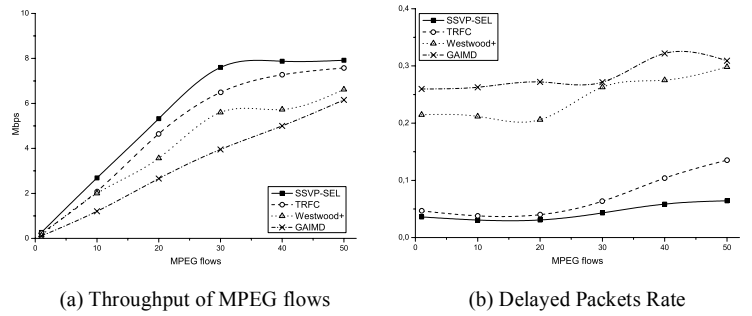 10
8
6
4
2
0
Mbps
0
10
20
30
40
50
MPEG flows
SSVP-SEL
TRFC
Westwood+
GAIMD
(a) Throughput of MPEG flows
0,4
0,3
0,2
0,1
0,0
0
10
20
30
40
50
MPEG flows
SSVP-SEL
TRFC
Westwood+
GAIMD
(b) Delayed Packets Rate